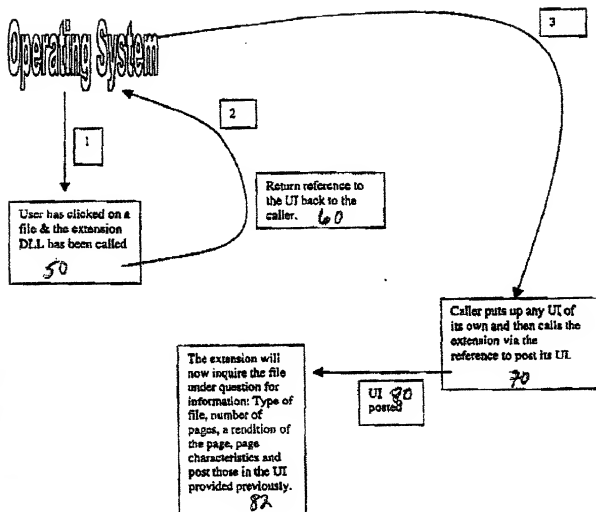 Operating System
3
2
1
Return reference to
the UI back to the
caller. 60
User has clicked on a
file & the extension
DLL has been called
50
Caller puts up any UI of
its own and then calls the
extension via the
reference to post its UI.
70
The extension will
now inquire the file
under question for
information: Type of
file, number of
pages, a rendition of
the page, page
characteristics and
post those in the UI
provided previously.
82
UI 80
posted